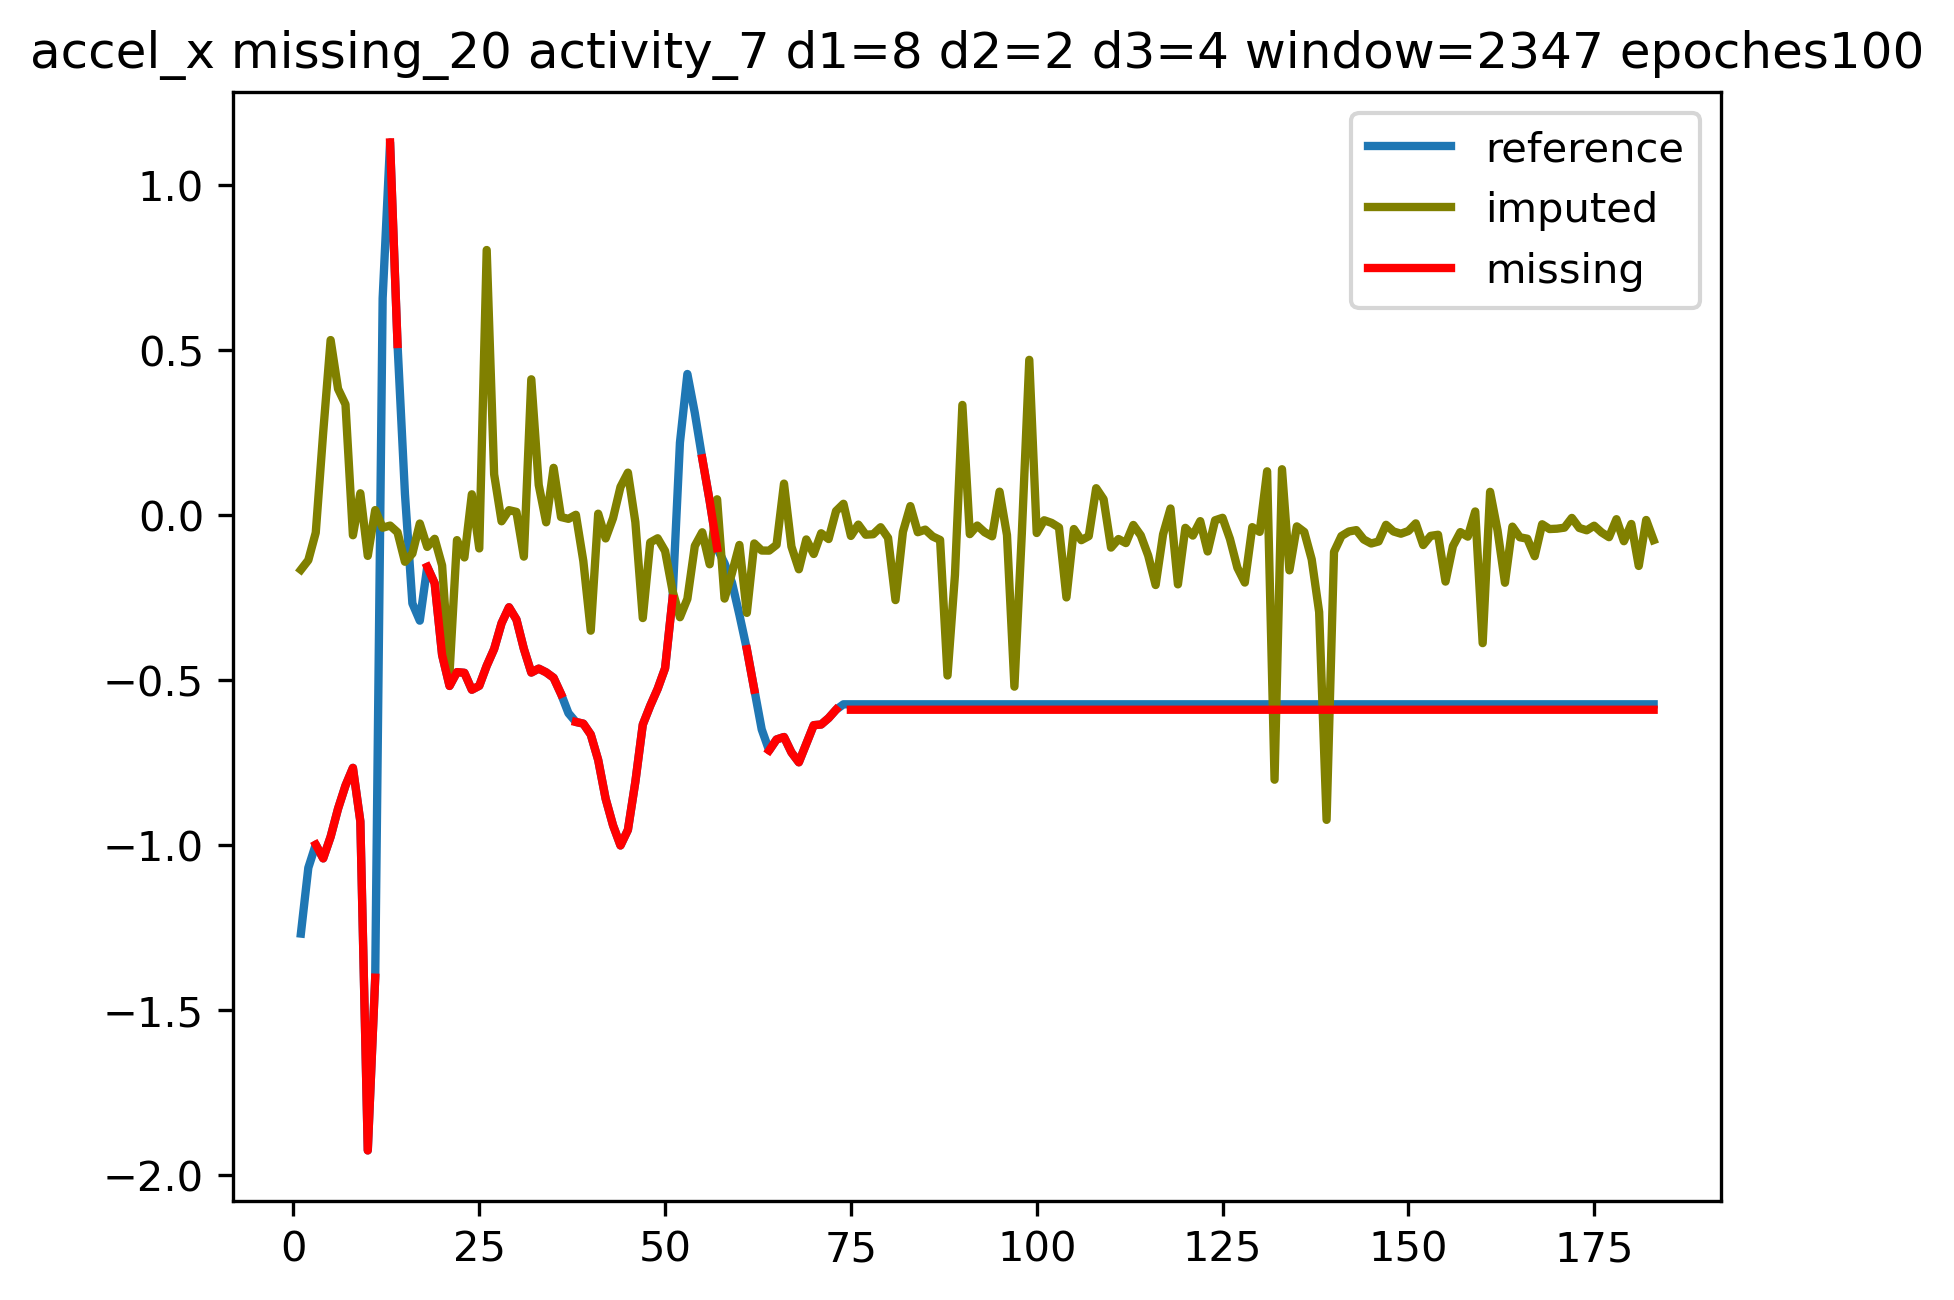 accel_x missing_20 activity_7 d1=8 d2=2 d3=4 window=2347 epoches100
reference
imputed
missing
1.0
0.5
0.0
−0.5
−1.0
−1.5
−2.0
0 25 50 75 100 125 150 175